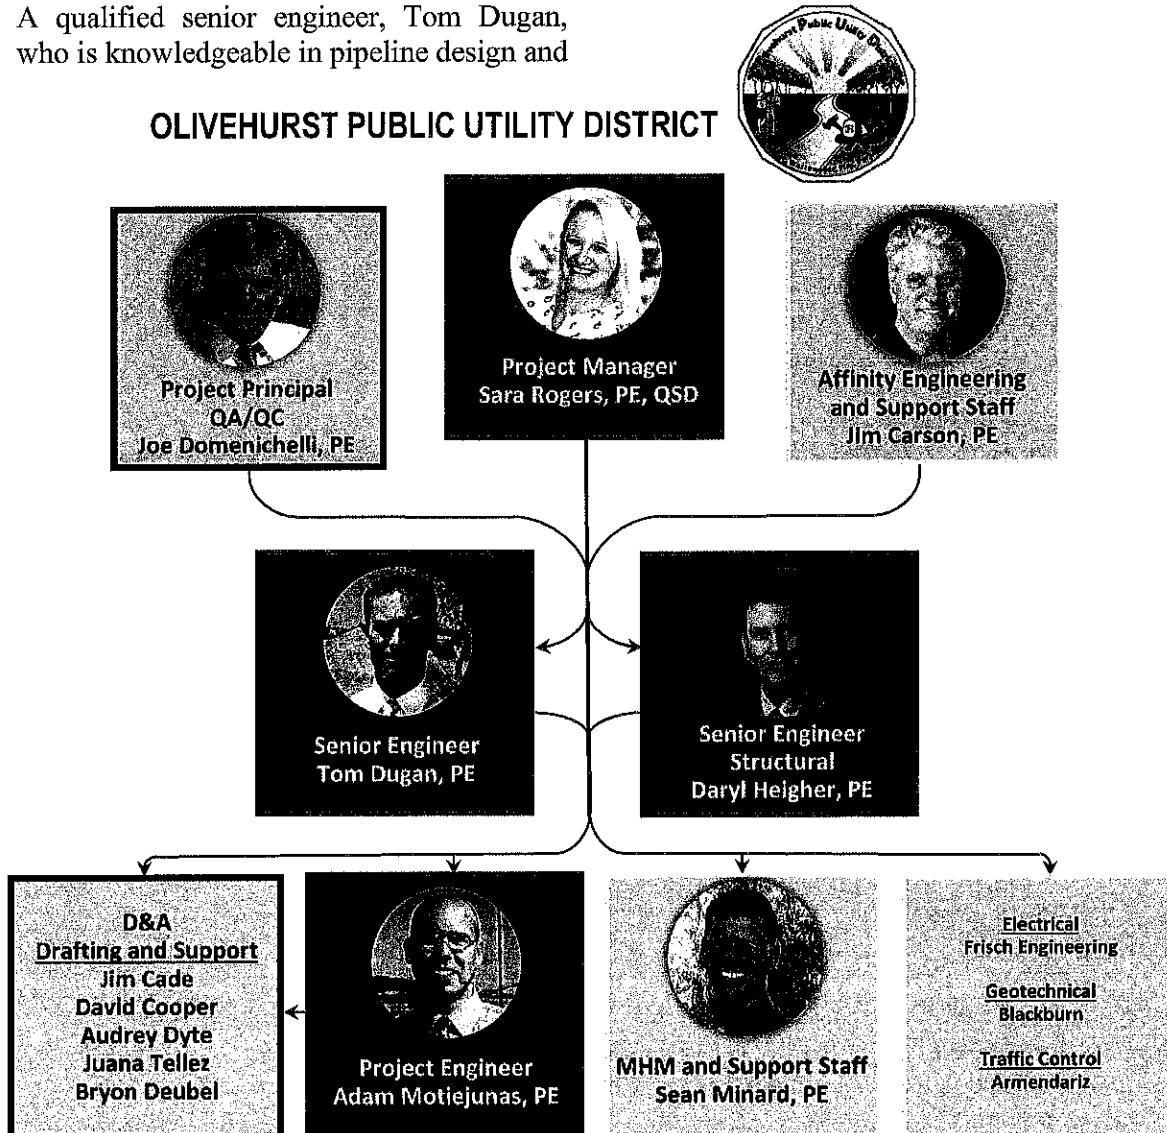 A qualified senior engineer, Tom Dugan,
who is knowledgeable in pipeline design and
OLIVEHURST PUBLIC UTILITY DISTRICT
Public Utility
Project Principal
QA/QC
Joe Domenichelli, PE
Project Manager
Sara Rogers, PE, QSD
Affinity Engineering
and Support Staff
Jim Carson, PE
Senior Engineer
Tom Dugan, PE
Senior Engineer
Structural
Daryl Heigher, PE
D&A
Drafting and Support
Jim Cade
David Cooper
Audrey Dyte
Juana Tellez
Bryon Deubel
Project Engineer
Adam Motiejunas, PE
MHM and Support Staff
Sean Minard, PE
Electrical
Frisch Engineering
Geotechnical
Blackburn
Traffic Control
Armendariz